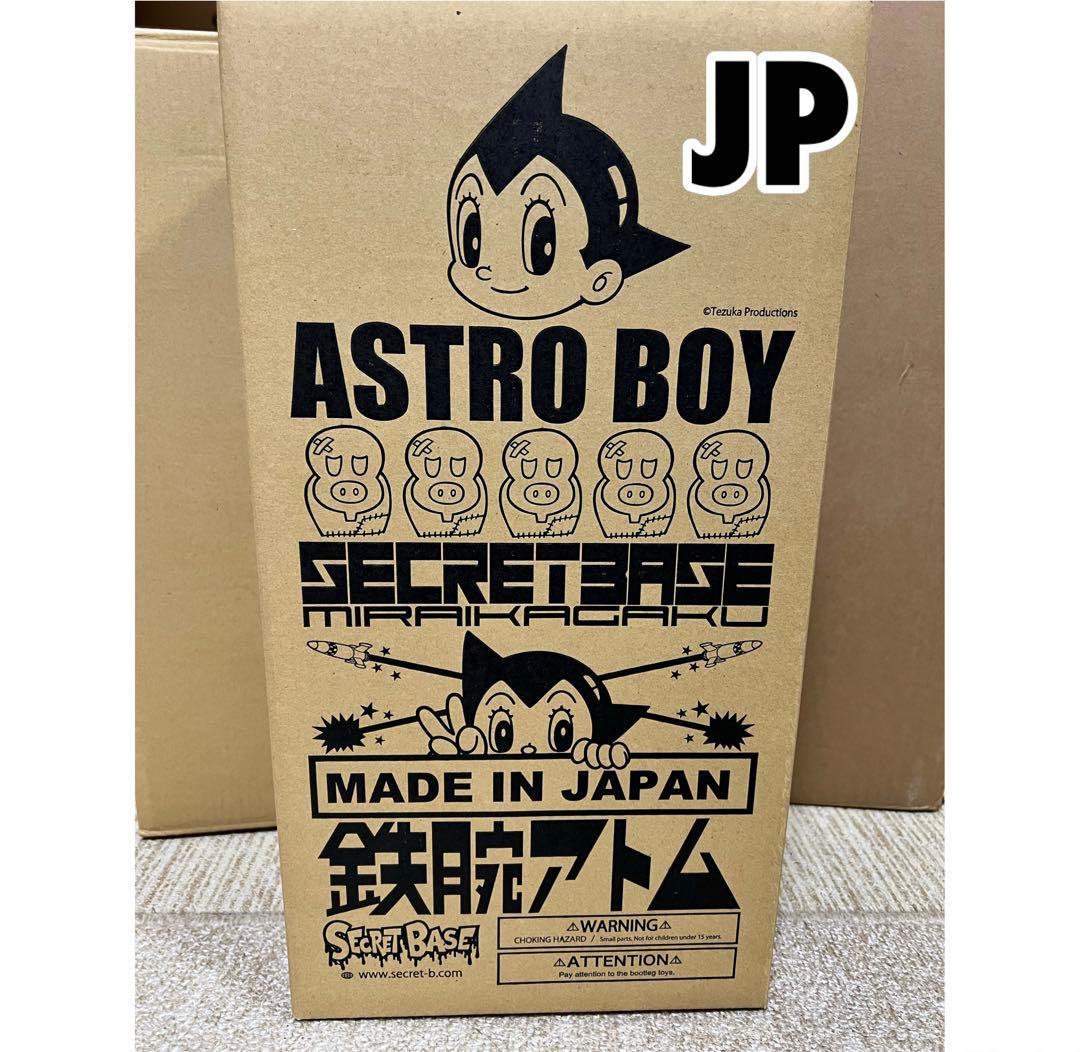 JP
©Tezuka Productions
ASTRO BOY
SECRETBASE
MIRAIKAGAKU
MADE IN JAPAN
鉄腕アトム
SECRET BASE
www.secret-b.com
⚠WARNING⚠
CHOKING HAZARD / Small parts. Not for children under 15 years.
⚠ATTENTION⚠
Pay attention to the bootleg toys.